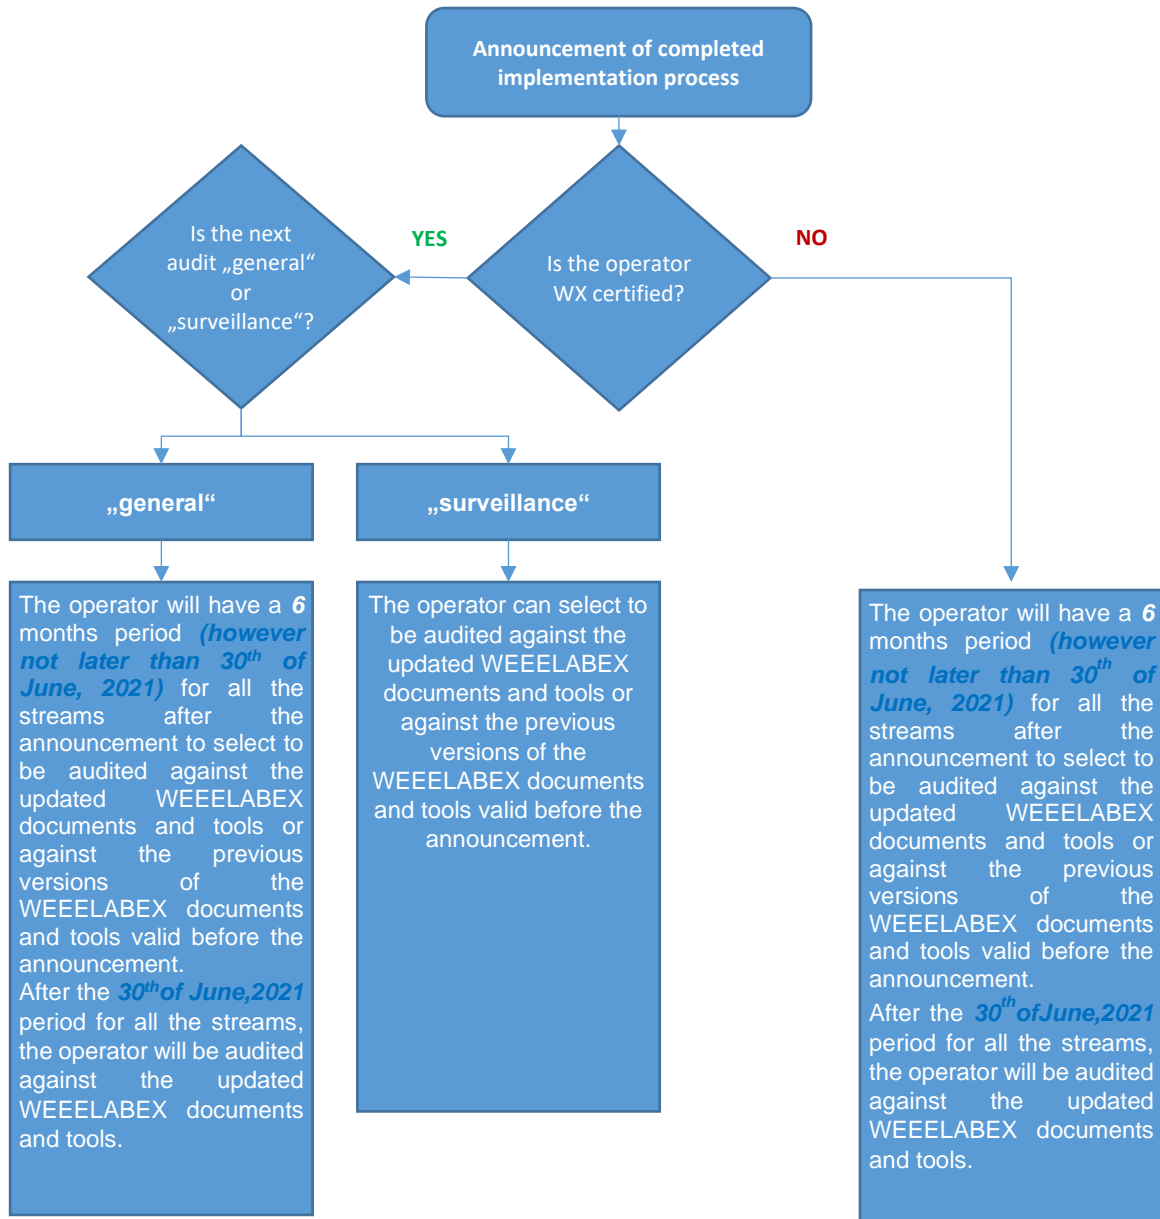 Announcement of completed
implementation process
Is the next
audit „general“
or
„surveillance“?
YES
Is the operator
WX certified?
NO
„general“
„surveillance“
The operator will have a 6
months period (however
not later than 30th of
June, 2021) for all the
streams after the
announcement to select to
be audited against the
updated WEEELABEX
documents and tools or
against the previous
versions of the
WEEELABEX documents
and tools valid before the
announcement.
After the 30thof June,2021
period for all the streams,
the operator will be audited
against the updated
WEEELABEX documents
and tools.
The operator can select to
be audited against the
updated WEEELABEX
documents and tools or
against the previous
versions of the
WEEELABEX documents
and tools valid before the
announcement.
The operator will have a 6
months period (however
not later than 30th of
June, 2021) for all the
streams after the
announcement to select to
be audited against the
updated WEEELABEX
documents and tools or
against the previous
versions of the
WEEELABEX documents
and tools valid before the
announcement.
After the 30thofJune,2021
period for all the streams,
the operator will be audited
against the updated
WEEELABEX documents
and tools.